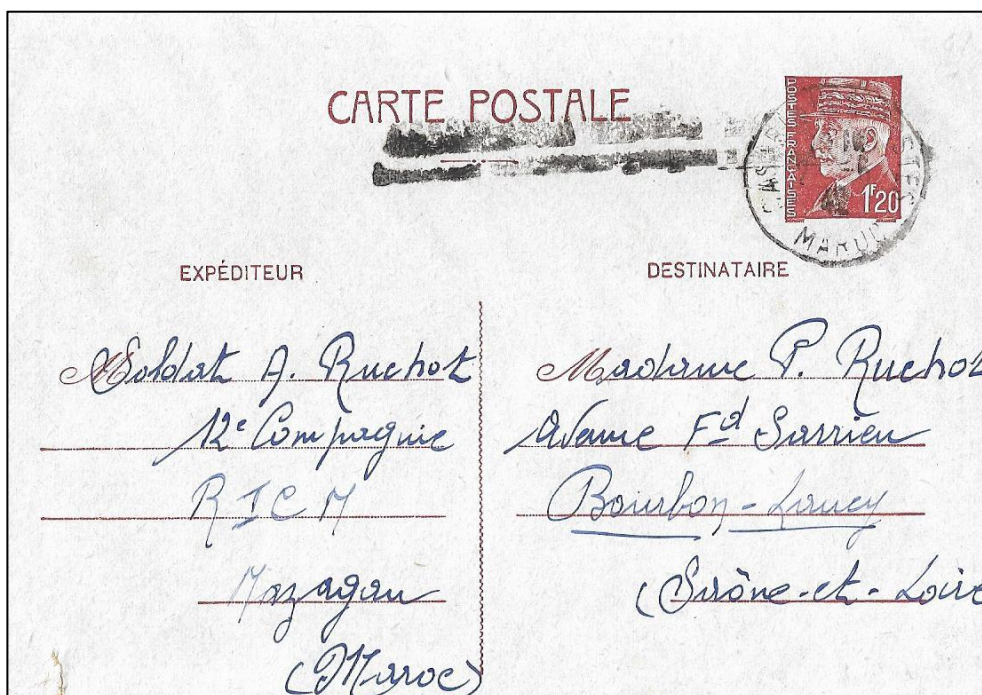 CARTE POSTALE
POSTES FRANÇAISES
1F20
MAROC
EXPÉDITEUR
Soldat A. Ruchot
12e Compagnie
R I C M
Mazagan
(Maroc)
DESTINATAIRE
Madame P. Ruchot
Avenue Fd Sarrien
Bourbon-Lancy
(Saône-et-Loire